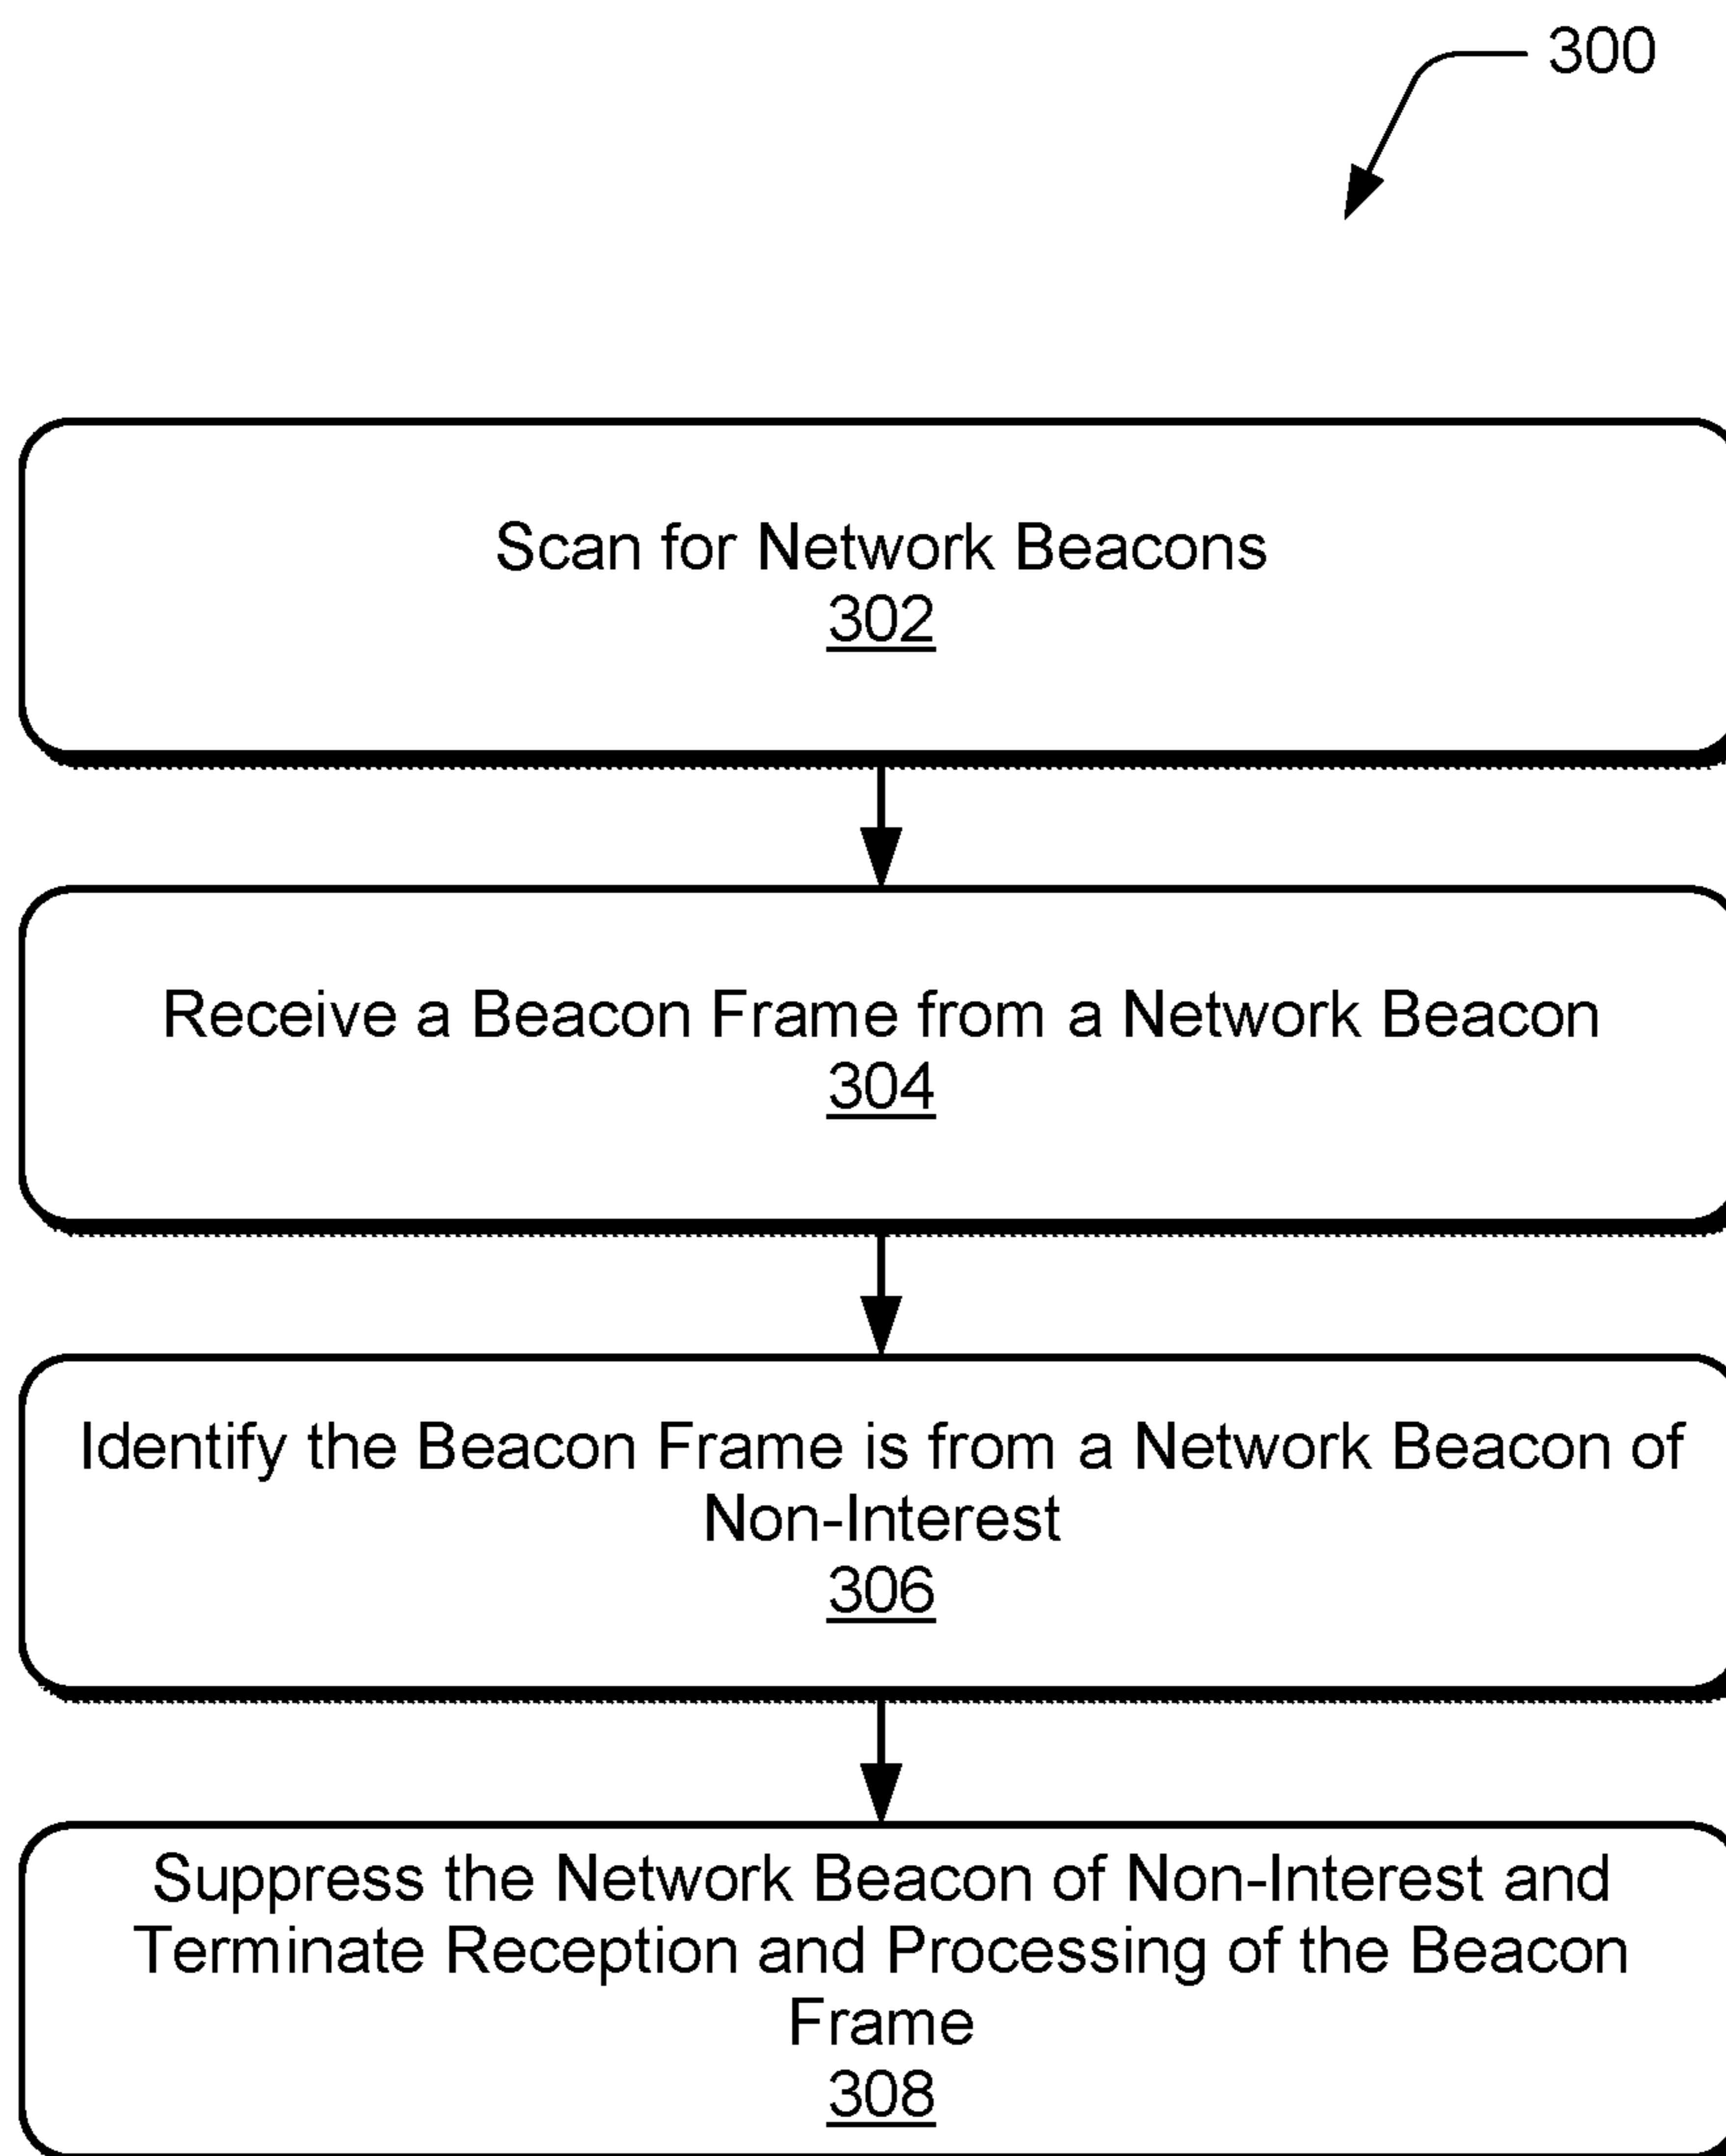 300
Scan for Network Beacons
302
Receive a Beacon Frame from a Network Beacon
304
Identify the Beacon Frame is from a Network Beacon of
Non-Interest
306
Suppress the Network Beacon of Non-Interest and
Terminate Reception and Processing of the Beacon
Frame
308